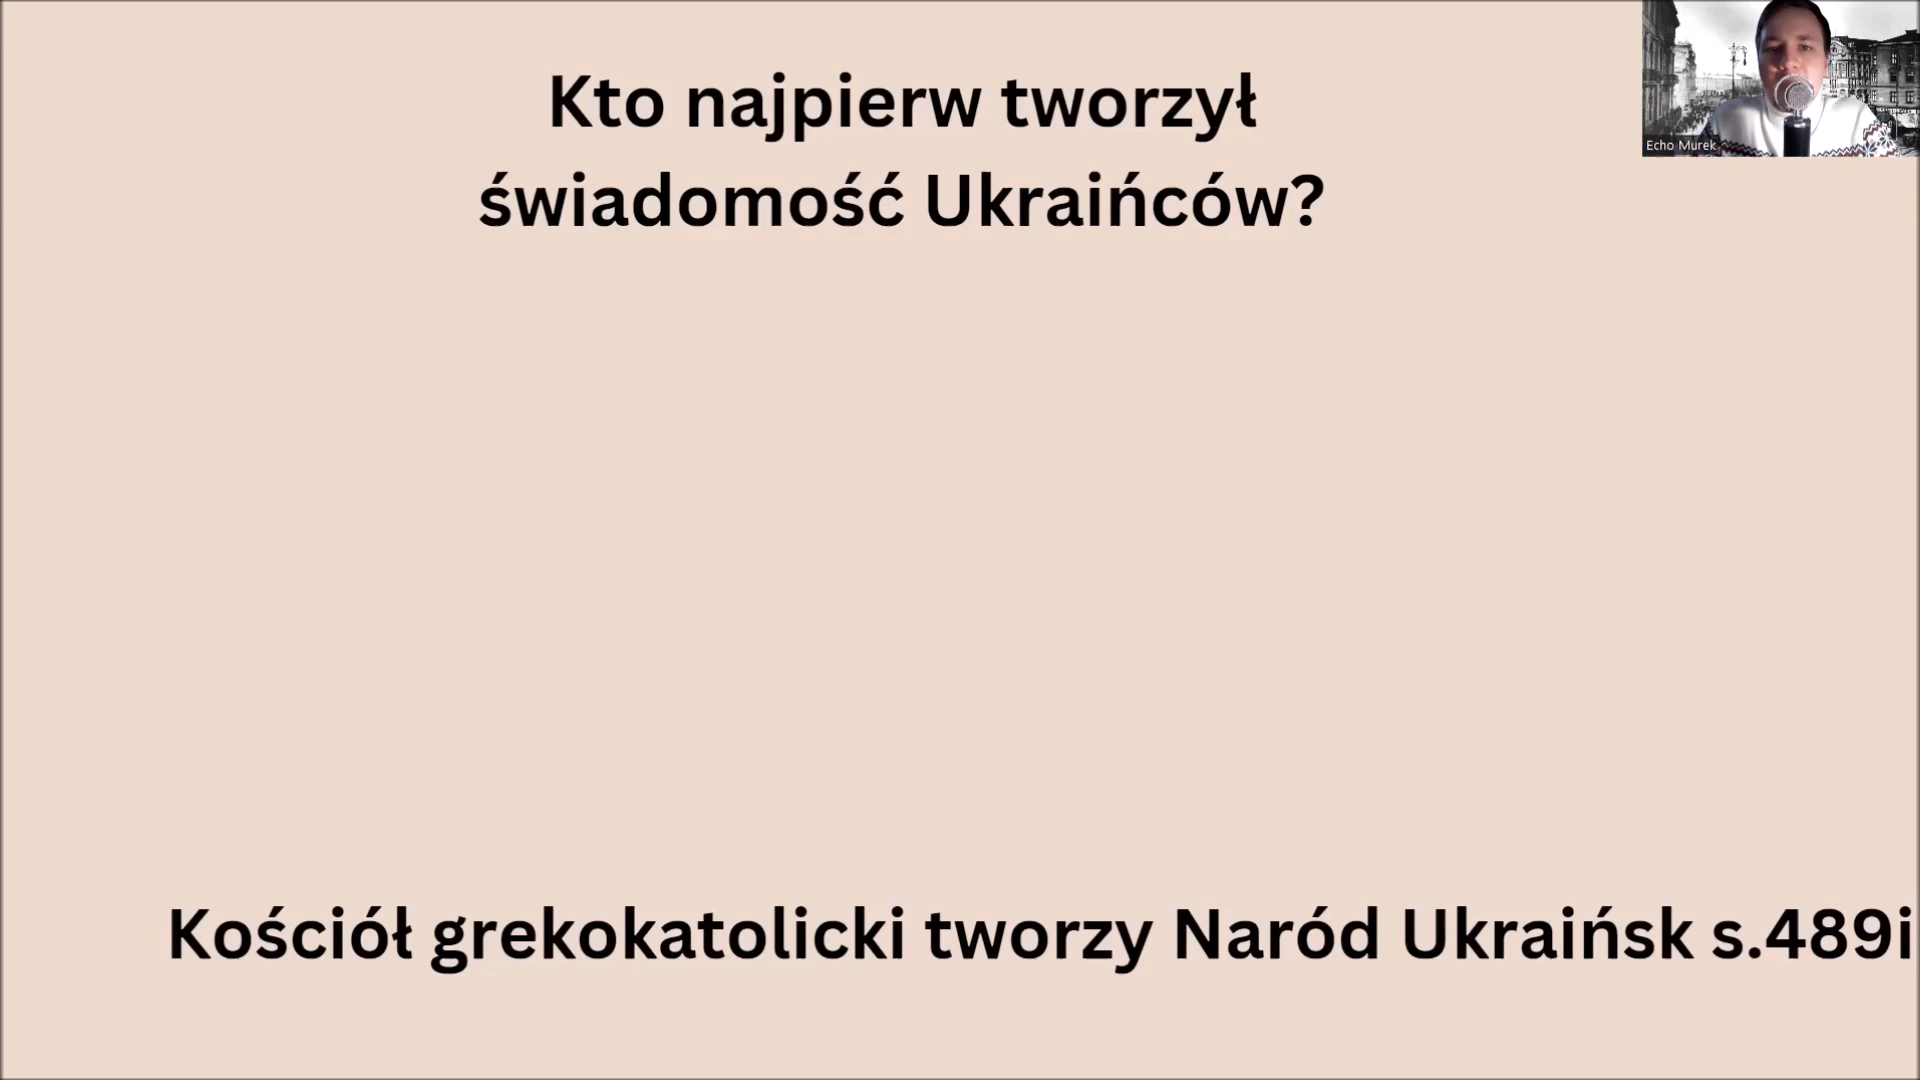 Kto najpierw tworzył
świadomość Ukraińców?
Echo Murek
Kościół grekokatolicki tworzy Naród Ukraińsk s.489i